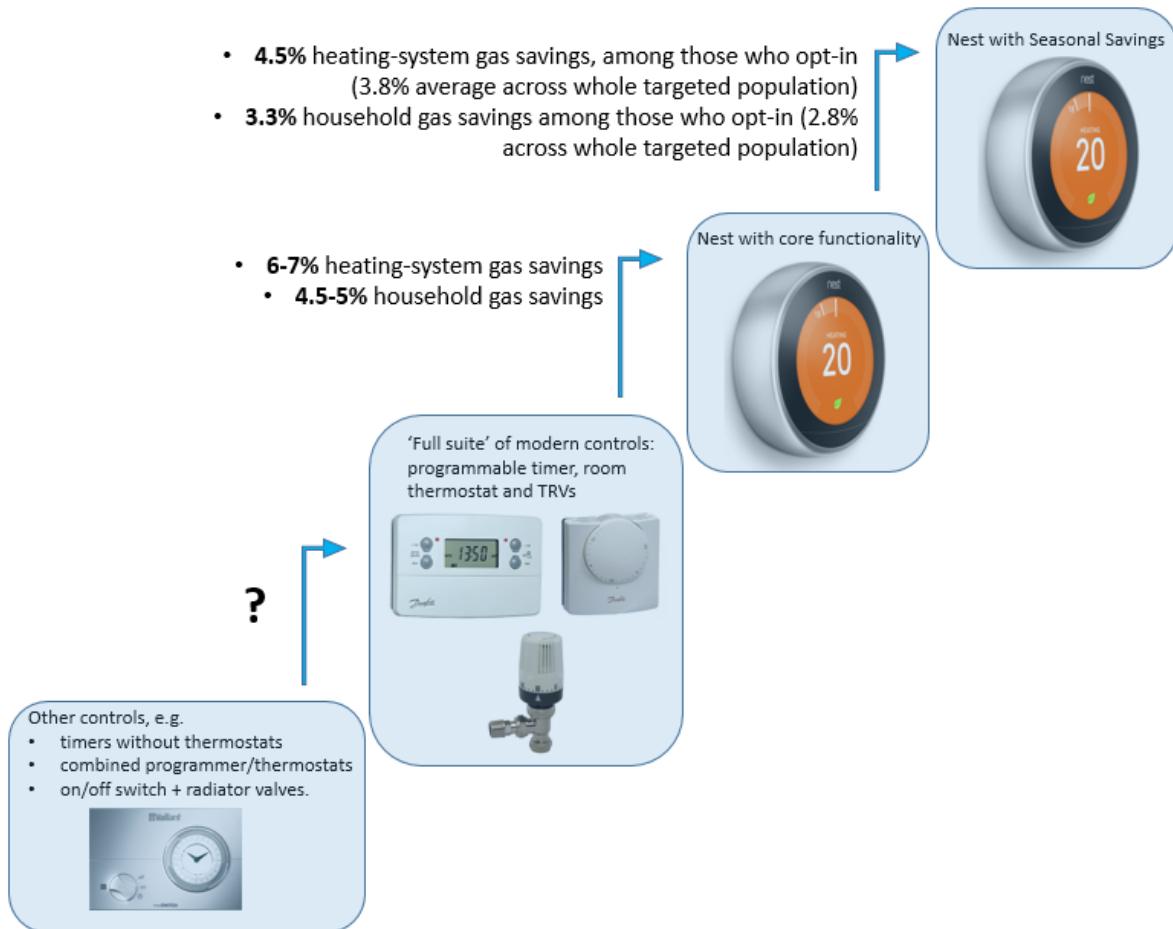 Nest with Seasonal Savings
• 4.5% heating-system gas savings, among those who opt-in
(3.8% average across whole targeted population)
• 3.3% household gas savings among those who opt-in (2.8%
across whole targeted population)
nest
HEATING
20
Nest with core functionality
• 6-7% heating-system gas savings
• 4.5-5% household gas savings
nest
HEATING
20
'Full suite' of modern controls:
programmable timer, room
thermostat and TRVs
13:50
Danfoss
Danfoss
?
Other controls, e.g.
• timers without thermostats
• combined programmer/thermostats
• on/off switch + radiator valves.
Vaillant